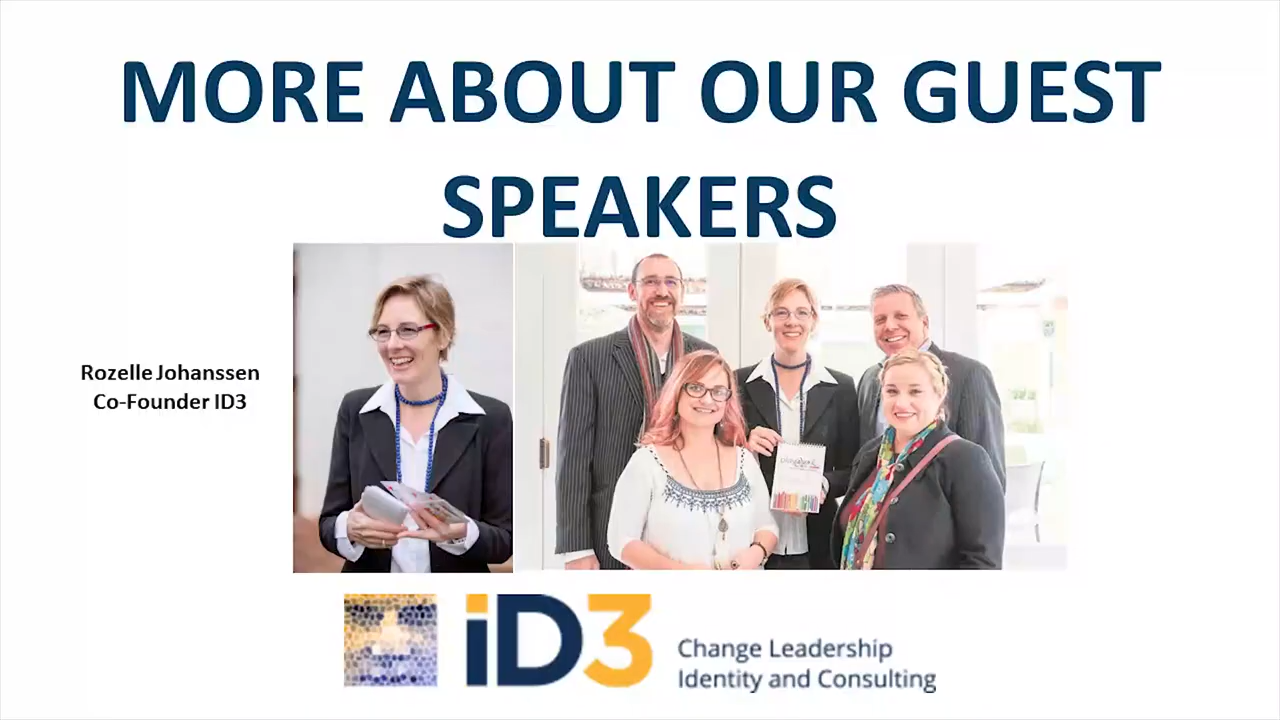 MORE ABOUT OUR GUEST
SPEAKERS
Rozelle Johanssen
Co-Founder ID3
iD3
Change Leadership
Identity and Consulting